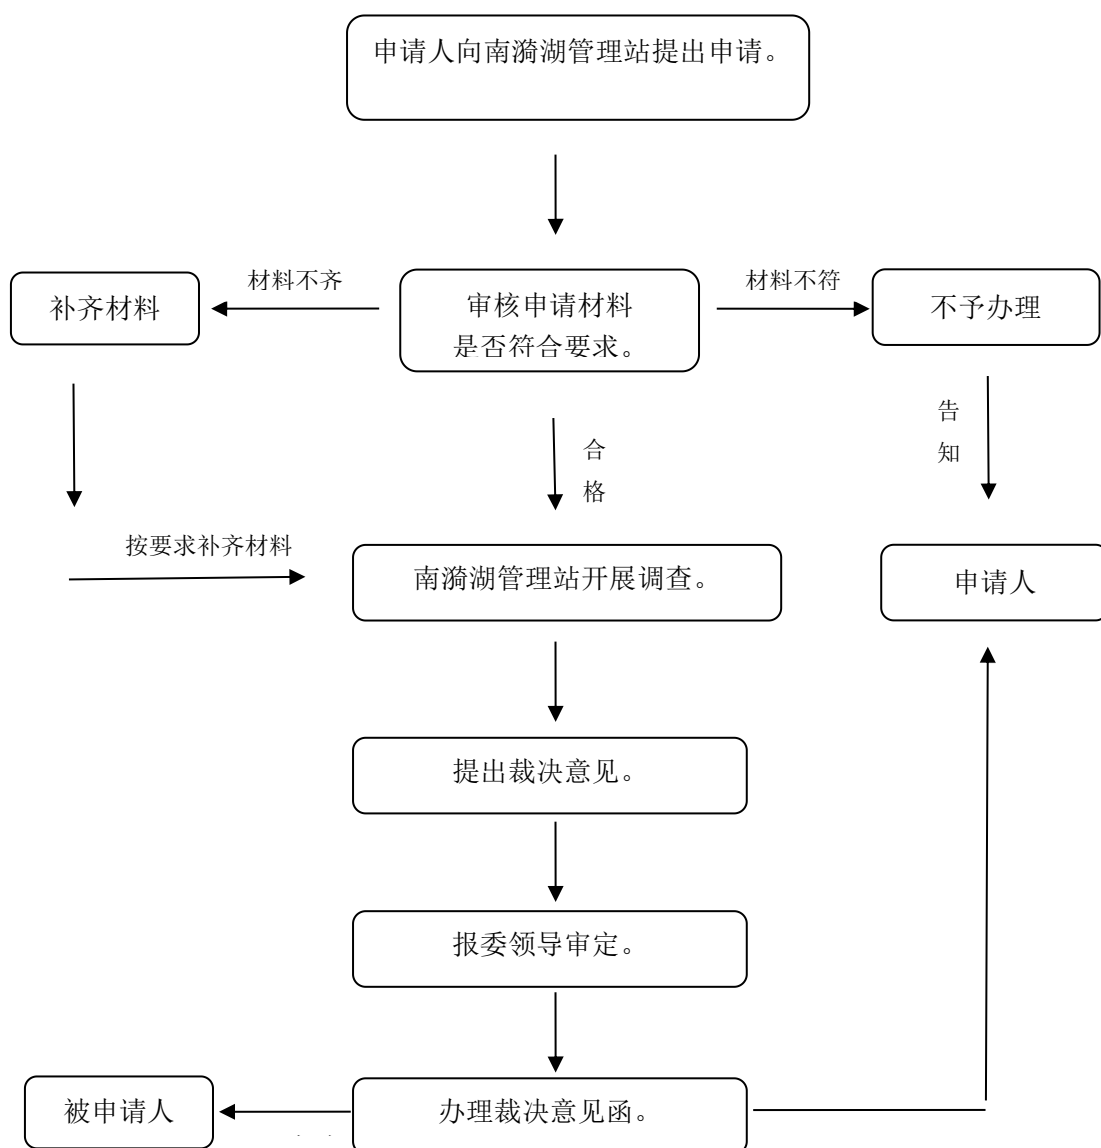 申请人向南漪湖管理站提出申请。
材料不齐
材料不符
补齐材料
审核申请材料
是否符合要求。
不予办理
告
知
合
格
按要求补齐材料
南漪湖管理站开展调查。
申请人
提出裁决意见。
报委领导审定。
被申请人
办理裁决意见函。